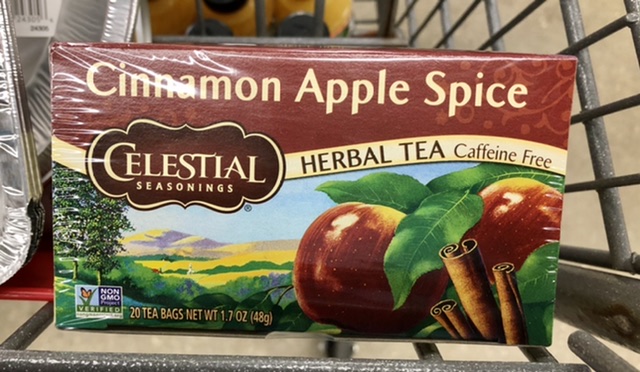 Cinnamon Apple Spice
CELESTIAL
SEASONINGS
®
HERBAL TEA Caffeine Free
NON
GMO
Project
VERIFIED
20 TEA BAGS NET WT 1.7 OZ (48g)